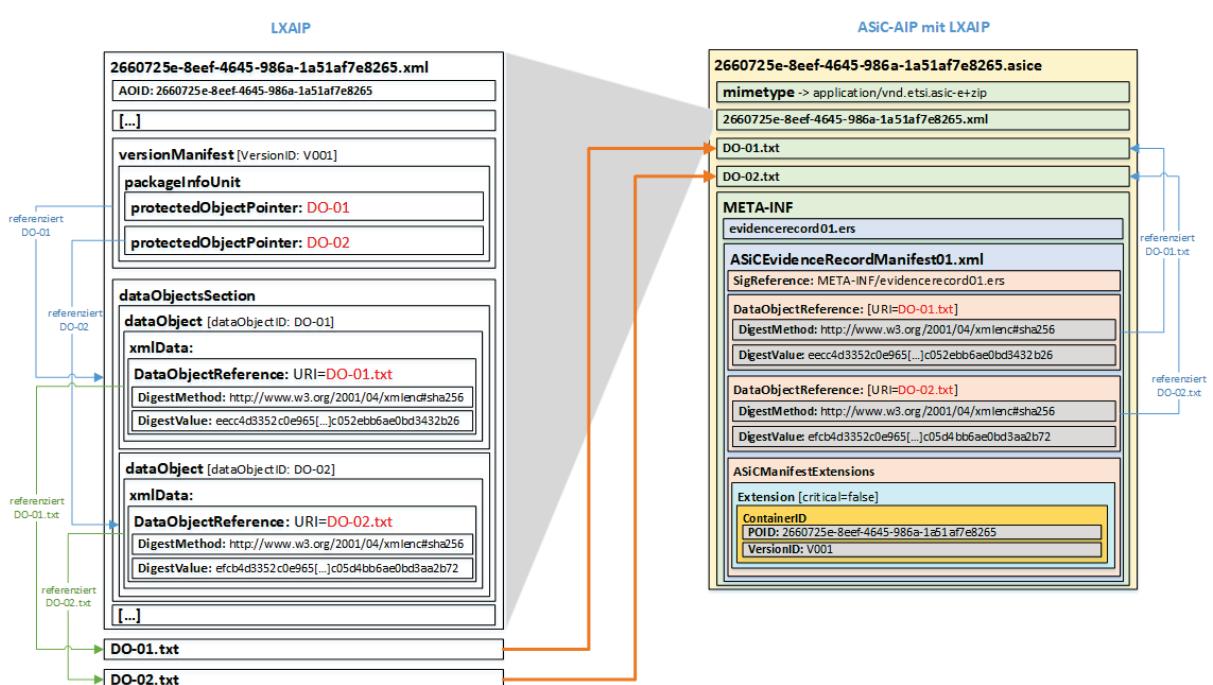 LXAIP
2660725e-8eef-4645-986a-1a51af7e8265.xml
AOID: 2660725e-8eef-4645-986a-1a51af7e8265
[...]
versionManifest [VersionID: V001]
packageInfoUnit
protectedObjectPointer: DO-01
protectedObjectPointer: DO-02
dataObjectsSection
dataObject [dataObjectID: DO-01]
xmlData:
DataObjectReference: URI=DO-01.txt
DigestMethod: http://www.w3.org/2001/04/xmlenc#sha256
DigestValue: eecc4d3352c0e965[...]c052ebb6ae0bd3432b26
dataObject [dataObjectID: DO-02]
xmlData:
DataObjectReference: URI=DO-02.txt
DigestMethod: http://www.w3.org/2001/04/xmlenc#sha256
DigestValue: efcb4d3352c0e965[...]c05d4bb6ae0bd3aa2b72
[...]
DO-01.txt
DO-02.txt
referenziert
DO-01
referenziert
DO-02
referenziert
DO-01.txt
referenziert
DO-02.txt
ASiC-AIP mit LXAIP
2660725e-8eef-4645-986a-1a51af7e8265.asice
mimetype -> application/vnd.etsi.asic-e+zip
2660725e-8eef-4645-986a-1a51af7e8265.xml
DO-01.txt
DO-02.txt
META-INF
evidencerecord01.ers
ASiCEvidenceRecordManifest01.xml
SigReference: META-INF/evidencerecord01.ers
DataObjectReference: [URI=DO-01.txt]
DigestMethod: http://www.w3.org/2001/04/xmlenc#sha256
DigestValue: eecc4d3352c0e965[...]c052ebb6ae0bd3432b26
DataObjectReference: [URI=DO-02.txt]
DigestMethod: http://www.w3.org/2001/04/xmlenc#sha256
DigestValue: efcb4d3352c0e965[...]c05d4bb6ae0bd3aa2b72
ASiCManifestExtensions
Extension [critical=false]
ContainerID
POID: 2660725e-8eef-4645-986a-1a51af7e8265
VersionID: V001
referenziert
DO-01.txt
referenziert
DO-02.txt